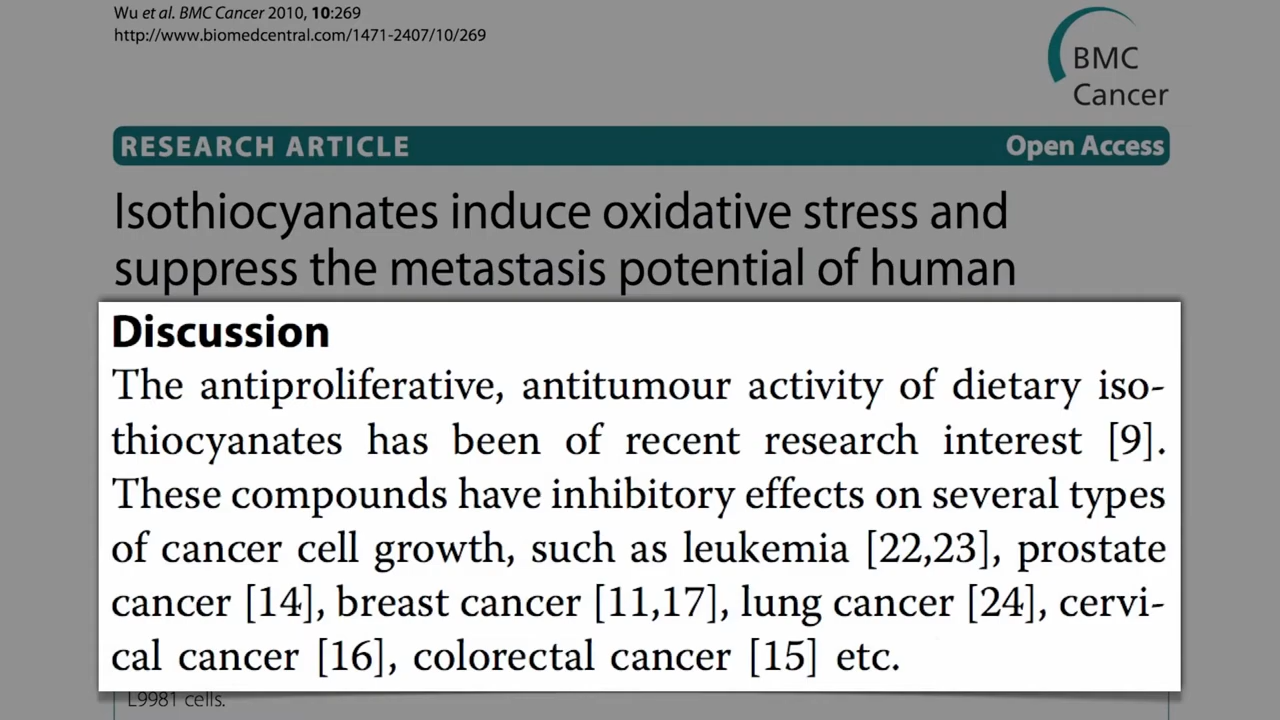 Wu et al. BMC Cancer 2010, 10:269
http://www.biomedcentral.com/1471-2407/10/269
BMC
Cancer
RESEARCH ARTICLE Open Access
Isothiocyanates induce oxidative stress and
suppress the metastasis potential of human
Discussion
The antiproliferative, antitumour activity of dietary iso-
thiocyanates has been of recent research interest [9].
These compounds have inhibitory effects on several types
of cancer cell growth, such as leukemia [22,23], prostate
cancer [14], breast cancer [11,17], lung cancer [24], cervi-
cal cancer [16], colorectal cancer [15] etc.
L9981 cells.